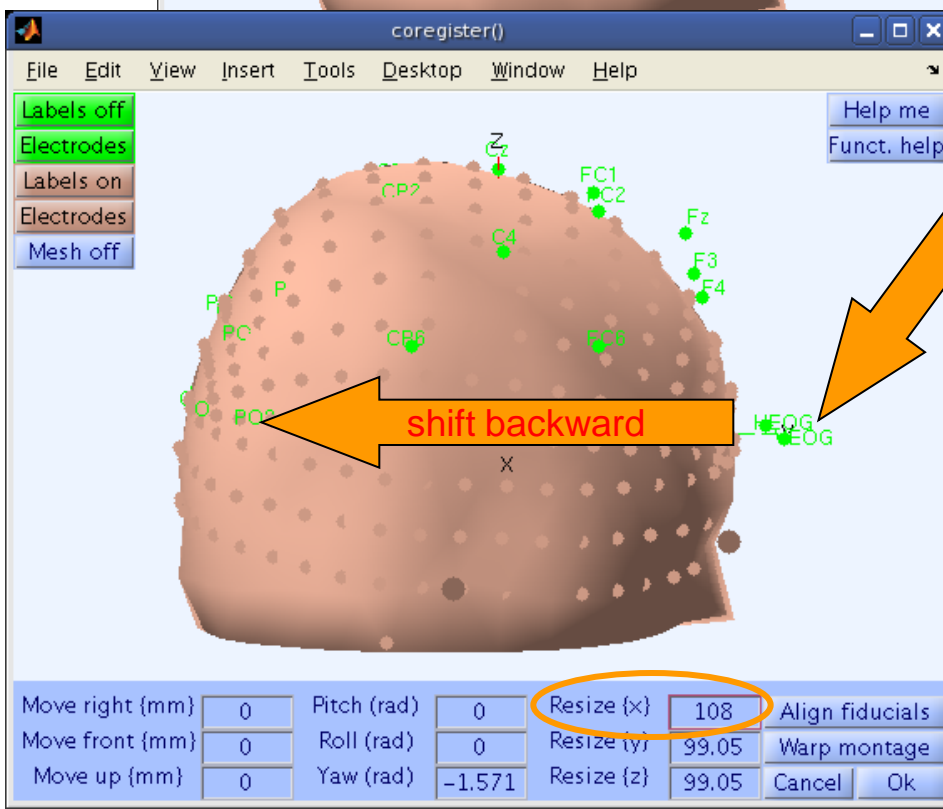 coregister()
File Edit View Insert Tools Desktop Window Help
Labels off
Electrodes
Labels on
Electrodes
Mesh off
Help me
Funct. help
Z
Cz
CP2
FC1
FC2
Fz
C4
F3
F4
P
PO
CP6
FC6
O
PO8
shift backward
HEOG
VEOG
X
Move right {mm} 0 Pitch (rad) 0 Resize {x} 108 Align fiducials
Move front {mm} 0 Roll (rad) 0 Resize {y} 99.05 Warp montage
Move up {mm} 0 Yaw (rad) -1.571 Resize {z} 99.05 Cancel Ok